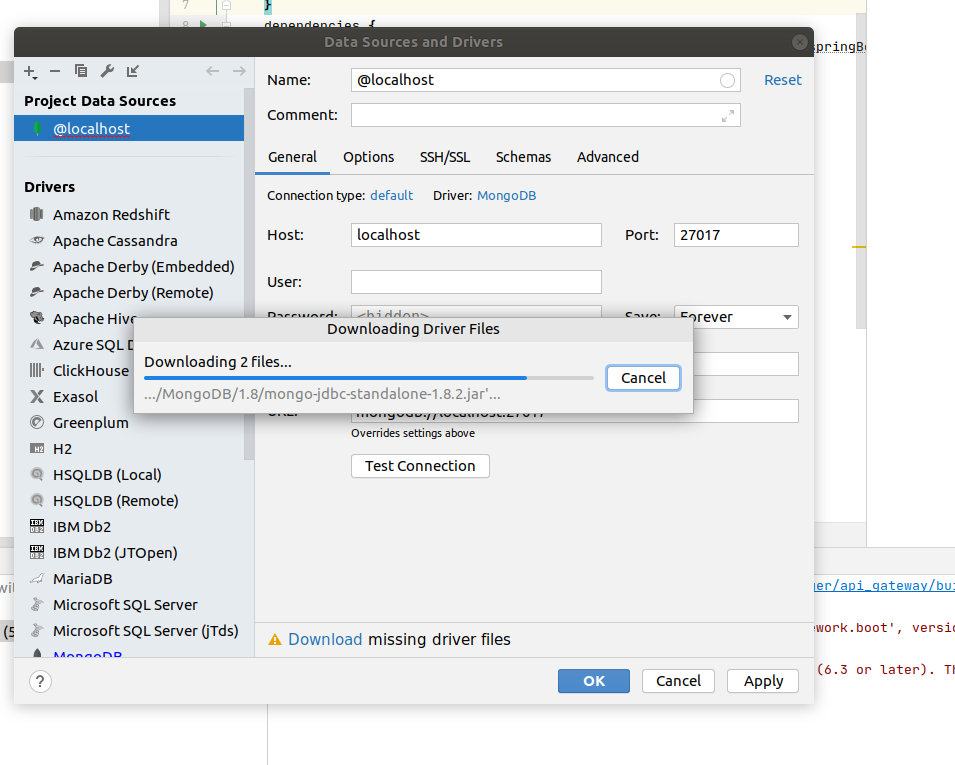 7 }
8 dependencies {
springBo
Data Sources and Drivers
Project Data Sources
@localhost
Drivers
Amazon Redshift
Apache Cassandra
Apache Derby (Embedded)
Apache Derby (Remote)
Apache Hive
Azure SQL D
ClickHouse
Exasol
Greenplum
H2
HSQLDB (Local)
HSQLDB (Remote)
IBM Db2
IBM Db2 (JTOpen)
MariaDB
Microsoft SQL Server
Microsoft SQL Server (jTds)
MongoDB
Name: @localhost Reset
Comment:
General Options SSH/SSL Schemas Advanced
Connection type: default Driver: MongoDB
Host: localhost Port: 27017
User:
Password: <hidden> Save: Forever
Downloading Driver Files
Downloading 2 files...
Cancel
.../MongoDB/1.8/mongo-jdbc-standalone-1.8.2.jar'...
URL: mongodb://localhost:27017
Overrides settings above
Test Connection
Download missing driver files
? OK Cancel Apply
wi
(5
er/api_gateway/bui
ework.boot', versio
(6.3 or later). Th